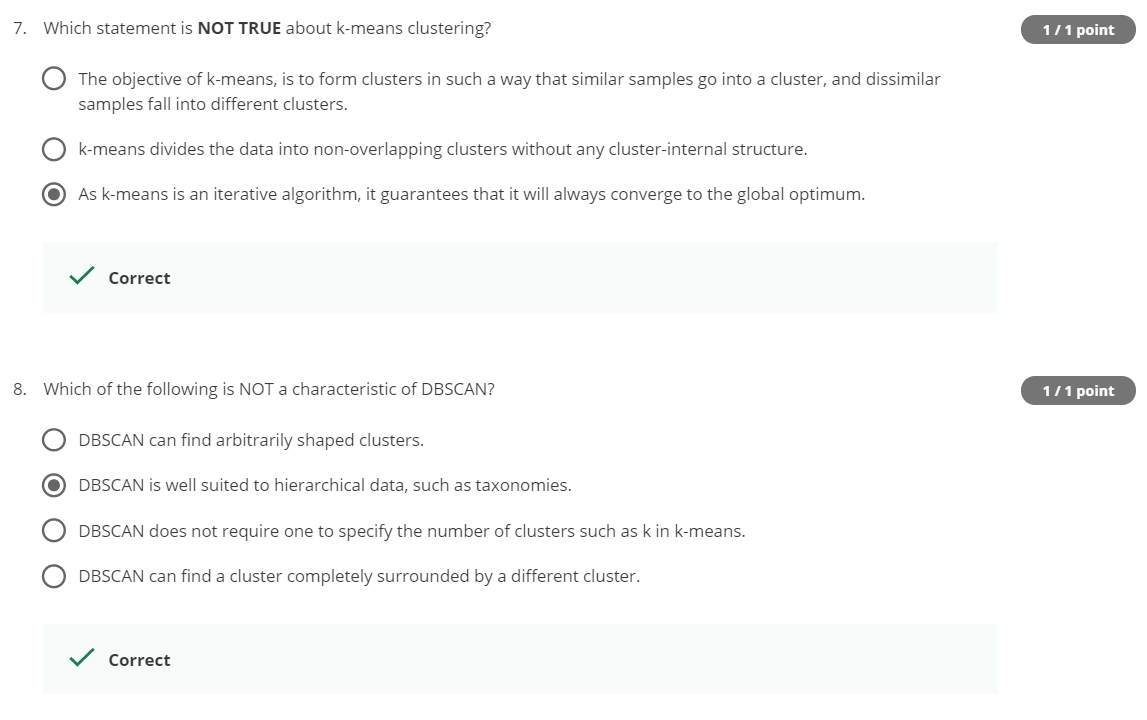 7. Which statement is NOT TRUE about k-means clustering?
1 / 1 point
The objective of k-means, is to form clusters in such a way that similar samples go into a cluster, and dissimilar
samples fall into different clusters.
k-means divides the data into non-overlapping clusters without any cluster-internal structure.
As k-means is an iterative algorithm, it guarantees that it will always converge to the global optimum.
Correct
8. Which of the following is NOT a characteristic of DBSCAN?
1 / 1 point
DBSCAN can find arbitrarily shaped clusters.
DBSCAN is well suited to hierarchical data, such as taxonomies.
DBSCAN does not require one to specify the number of clusters such as k in k-means.
DBSCAN can find a cluster completely surrounded by a different cluster.
Correct